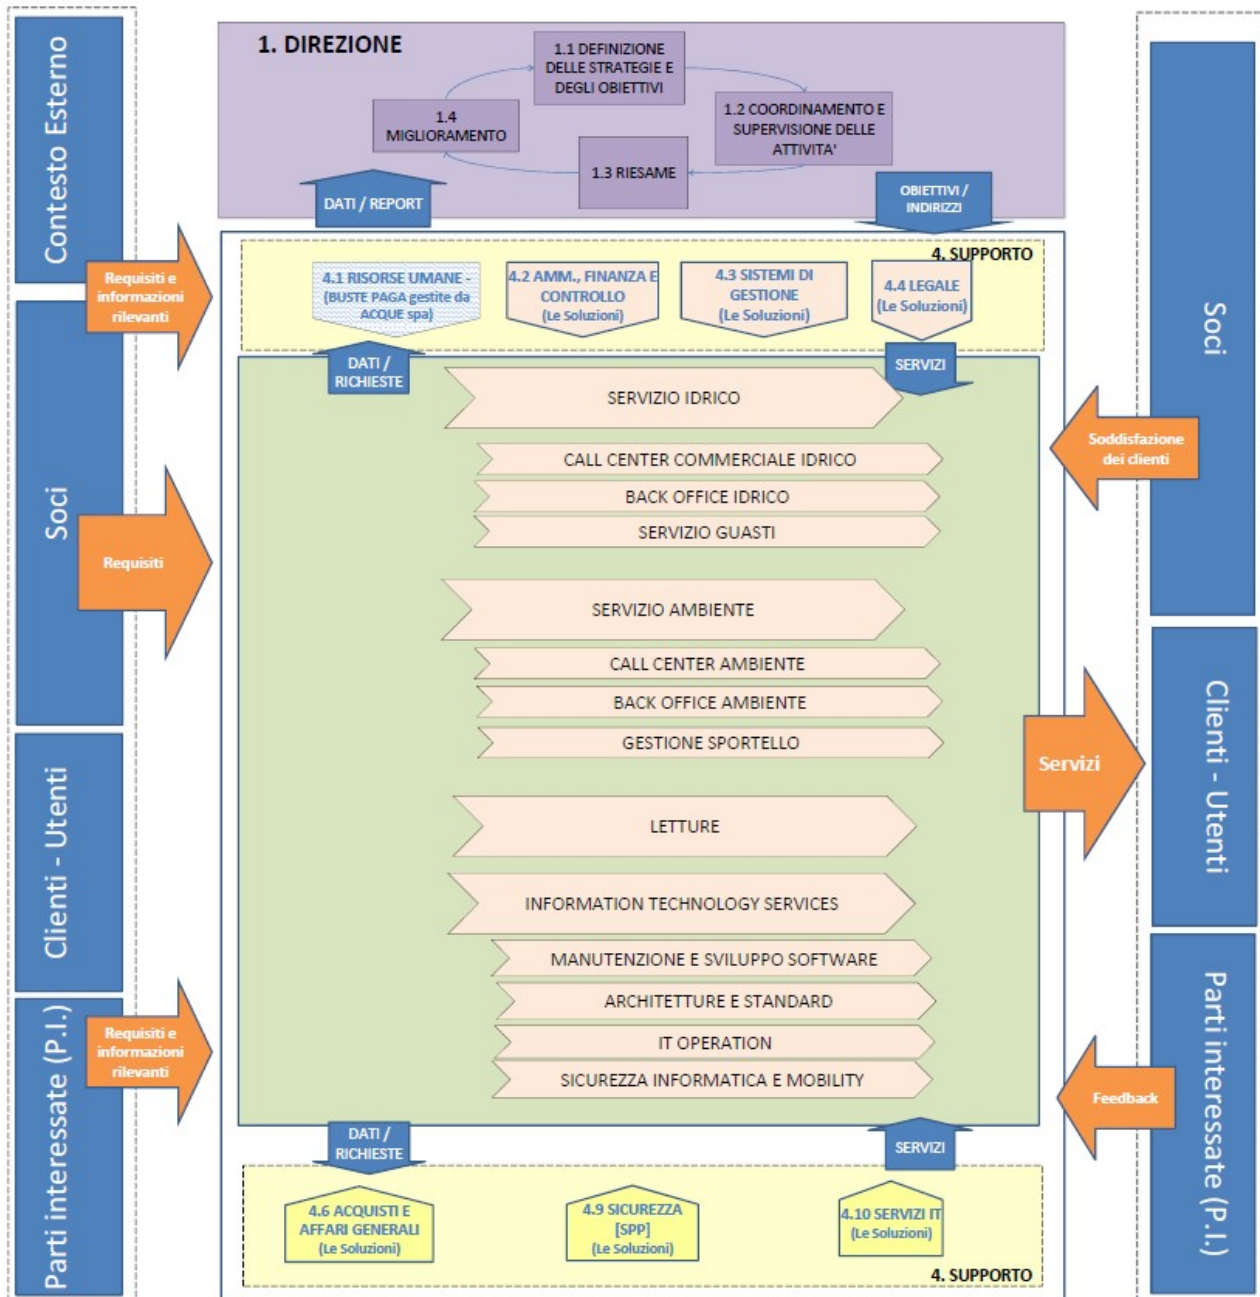 Contesto Esterno
Soci
Clienti - Utenti
Parti interessate (P.I.)
Requisiti e
informazioni
rilevanti
Requisiti
Requisiti e
informazioni
rilevanti
1. DIREZIONE
1.1 DEFINIZIONE
DELLE STRATEGIE E
DEGLI OBIETTIVI
1.2 COORDINAMENTO E
SUPERVISIONE DELLE
ATTIVITA'
1.3 RIESAME
1.4
MIGLIORAMENTO
DATI / REPORT
OBIETTIVI /
INDIRIZZI
4. SUPPORTO
4.1 RISORSE UMANE -
(BUSTE PAGA gestite da
ACQUE spa)
4.2 AMM., FINANZA E
CONTROLLO
(Le Soluzioni)
4.3 SISTEMI DI
GESTIONE
(Le Soluzioni)
4.4 LEGALE
(Le Soluzioni)
DATI /
RICHIESTE
SERVIZI
SERVIZIO IDRICO
CALL CENTER COMMERCIALE IDRICO
BACK OFFICE IDRICO
SERVIZIO GUASTI
SERVIZIO AMBIENTE
CALL CENTER AMBIENTE
BACK OFFICE AMBIENTE
GESTIONE SPORTELLO
LETTURE
INFORMATION TECHNOLOGY SERVICES
MANUTENZIONE E SVILUPPO SOFTWARE
ARCHITETTURE E STANDARD
IT OPERATION
SICUREZZA INFORMATICA E MOBILITY
DATI /
RICHIESTE
SERVIZI
4.6 ACQUISTI E
AFFARI GENERALI
(Le Soluzioni)
4.9 SICUREZZA
[SPP]
(Le Soluzioni)
4.10 SERVIZI IT
(Le Soluzioni)
4. SUPPORTO
Soddisfazione
dei clienti
Servizi
Feedback
Soci
Clienti - Utenti
Parti interessate (P.I.)